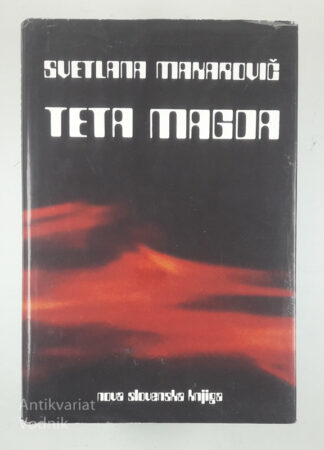 SVETLANA MAKAROVIČ
TETA MAGDA
nova slovenska knjiga
Antikvariat
Vodnik